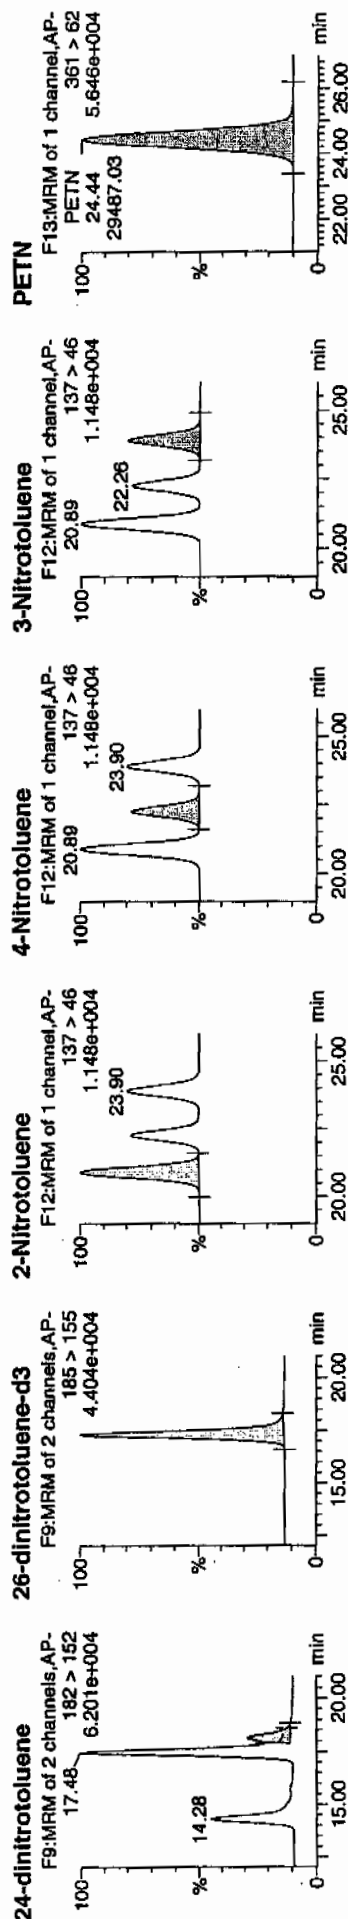 24-dinitrotoluene
F9:MRM of 2 channels,AP-
182 > 152
6.201e+004
17.48
14.28
100
%
0
15.00
20.00
min
26-dinitrotoluene-d3
F9:MRM of 2 channels,AP-
185 > 155
4.404e+004
100
%
0
15.00
20.00
min
2-Nitrotoluene
F12:MRM of 1 channel,AP-
137 > 46
1.148e+004
23.90
100
%
0
20.00
25.00
min
4-Nitrotoluene
F12:MRM of 1 channel,AP-
137 > 46
1.148e+004
20.89
23.90
100
%
0
20.00
25.00
min
3-Nitrotoluene
F12:MRM of 1 channel,AP-
137 > 46
1.148e+004
20.89
22.26
100
%
0
20.00
25.00
min
PETN
F13:MRM of 1 channel,AP-
PETN
361 > 62
24.44
5.646e+004
29487.03
100
%
0
22.00
24.00
26.00
min